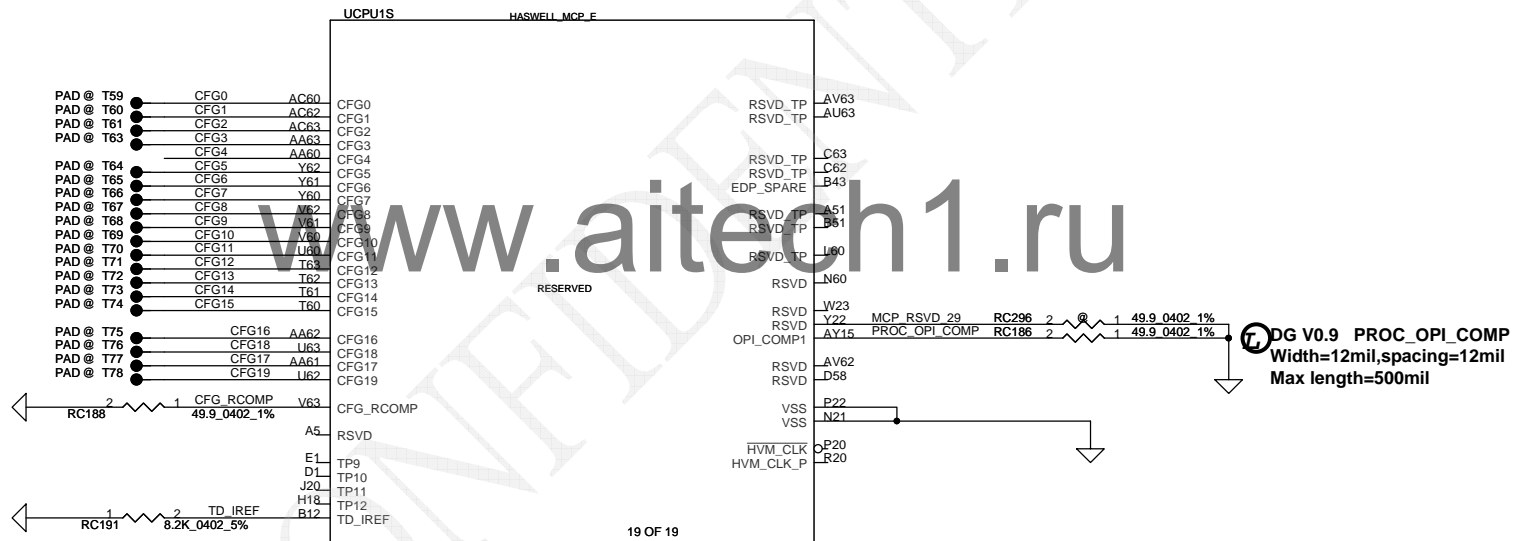 UCPU1S HASWELL_MCP_E
PAD @ T59 CFG0 AC60 CFG0 RSVD_TP AV63
PAD @ T60 CFG1 AC62 CFG1 RSVD_TP AU63
PAD @ T61 CFG2 AC63 CFG2
PAD @ T63 CFG3 AA63 CFG3
CFG4 AA60 CFG4 RSVD_TP C63
PAD @ T64 CFG5 Y62 CFG5 RSVD_TP C62
PAD @ T65 CFG6 Y61 CFG6 EDP_SPARE B43
PAD @ T66 CFG7 Y60 CFG7
PAD @ T67 CFG8 V62 CFG8 RSVD_TP A51
PAD @ T68 CFG9 V61 CFG9 RSVD_TP B51
PAD @ T69 CFG10 V60 CFG10
PAD @ T70 CFG11 U60 CFG11 RSVD_TP L60
PAD @ T71 CFG12 T63 CFG12
PAD @ T72 CFG13 T62 CFG13 RESERVED RSVD N60
PAD @ T73 CFG14 T61 CFG14
PAD @ T74 CFG15 T60 CFG15 RSVD W23
www.aitech1.ru
CONFIDENT
RSVD Y22 MCP_RSVD_29 RC296 2 @ 1 49.9_0402_1%
PAD @ T75 CFG16 AA62 CFG16 OPI_COMP1 AY15 PROC_OPI_COMP RC186 2 1 49.9_0402_1%
DG V0.9 PROC_OPI_COMP
Width=12mil,spacing=12mil
Max length=500mil
PAD @ T76 CFG18 U63 CFG18
PAD @ T77 CFG17 AA61 CFG17 RSVD AV62
PAD @ T78 CFG19 U62 CFG19 RSVD D58
RC188 2 1 CFG_RCOMP 49.9_0402_1% V63 CFG_RCOMP VSS P22
VSS N21
A5 RSVD
HVM_CLK P20
E1 TP9 HVM_CLK_P R20
D1 TP10
J20 TP11
H18 TP12
RC191 1 2 TD_IREF 8.2K_0402_5% B12 TD_IREF
19 OF 19